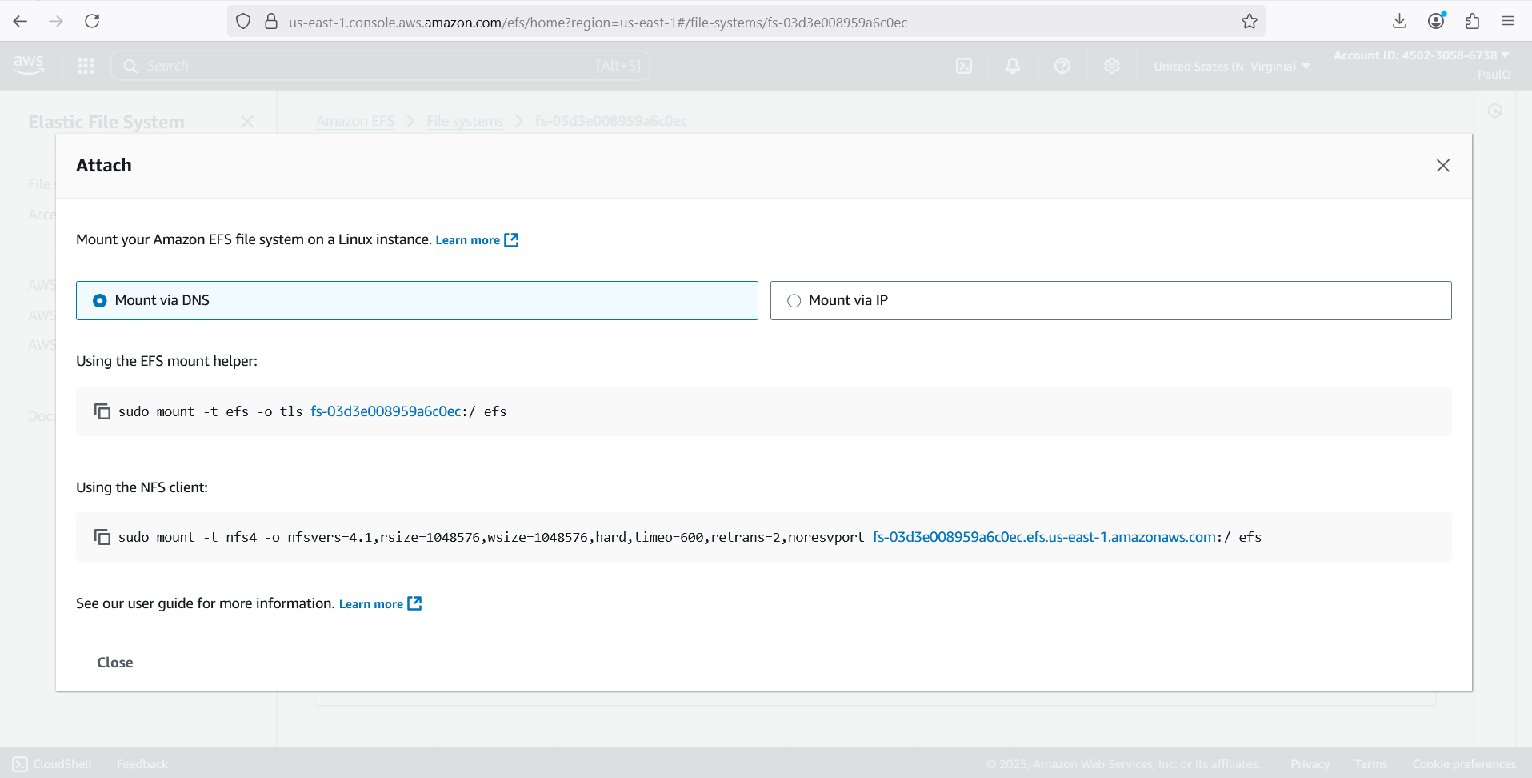 us-east-1.console.aws.amazon.com/efs/home?region=us-east-1#/file-systems/fs-03d3e008959a6c0ec
aws
Search
[Alt+S]
United States (N. Virginia)
Account ID: 4502-3058-6738
PaulO
Elastic File System
Amazon EFS
File systems
fs-03d3e008959a6c0ec
Attach
Mount your Amazon EFS file system on a Linux instance. Learn more
Mount via DNS
Mount via IP
Using the EFS mount helper:
sudo mount -t efs -o tls fs-03d3e008959a6c0ec:/ efs
Using the NFS client:
sudo mount -t nfs4 -o nfsvers=4.1,rsize=1048576,wsize=1048576,hard,timeo=600,retrans=2,noresvport fs-03d3e008959a6c0ec.efs.us-east-1.amazonaws.com:/ efs
See our user guide for more information. Learn more
Close
File
Acce
AWS
AWS
AWS
Docu
CloudShell
Feedback
© 2025, Amazon Web Services, Inc. or its affiliates.
Privacy
Terms
Cookie preferences